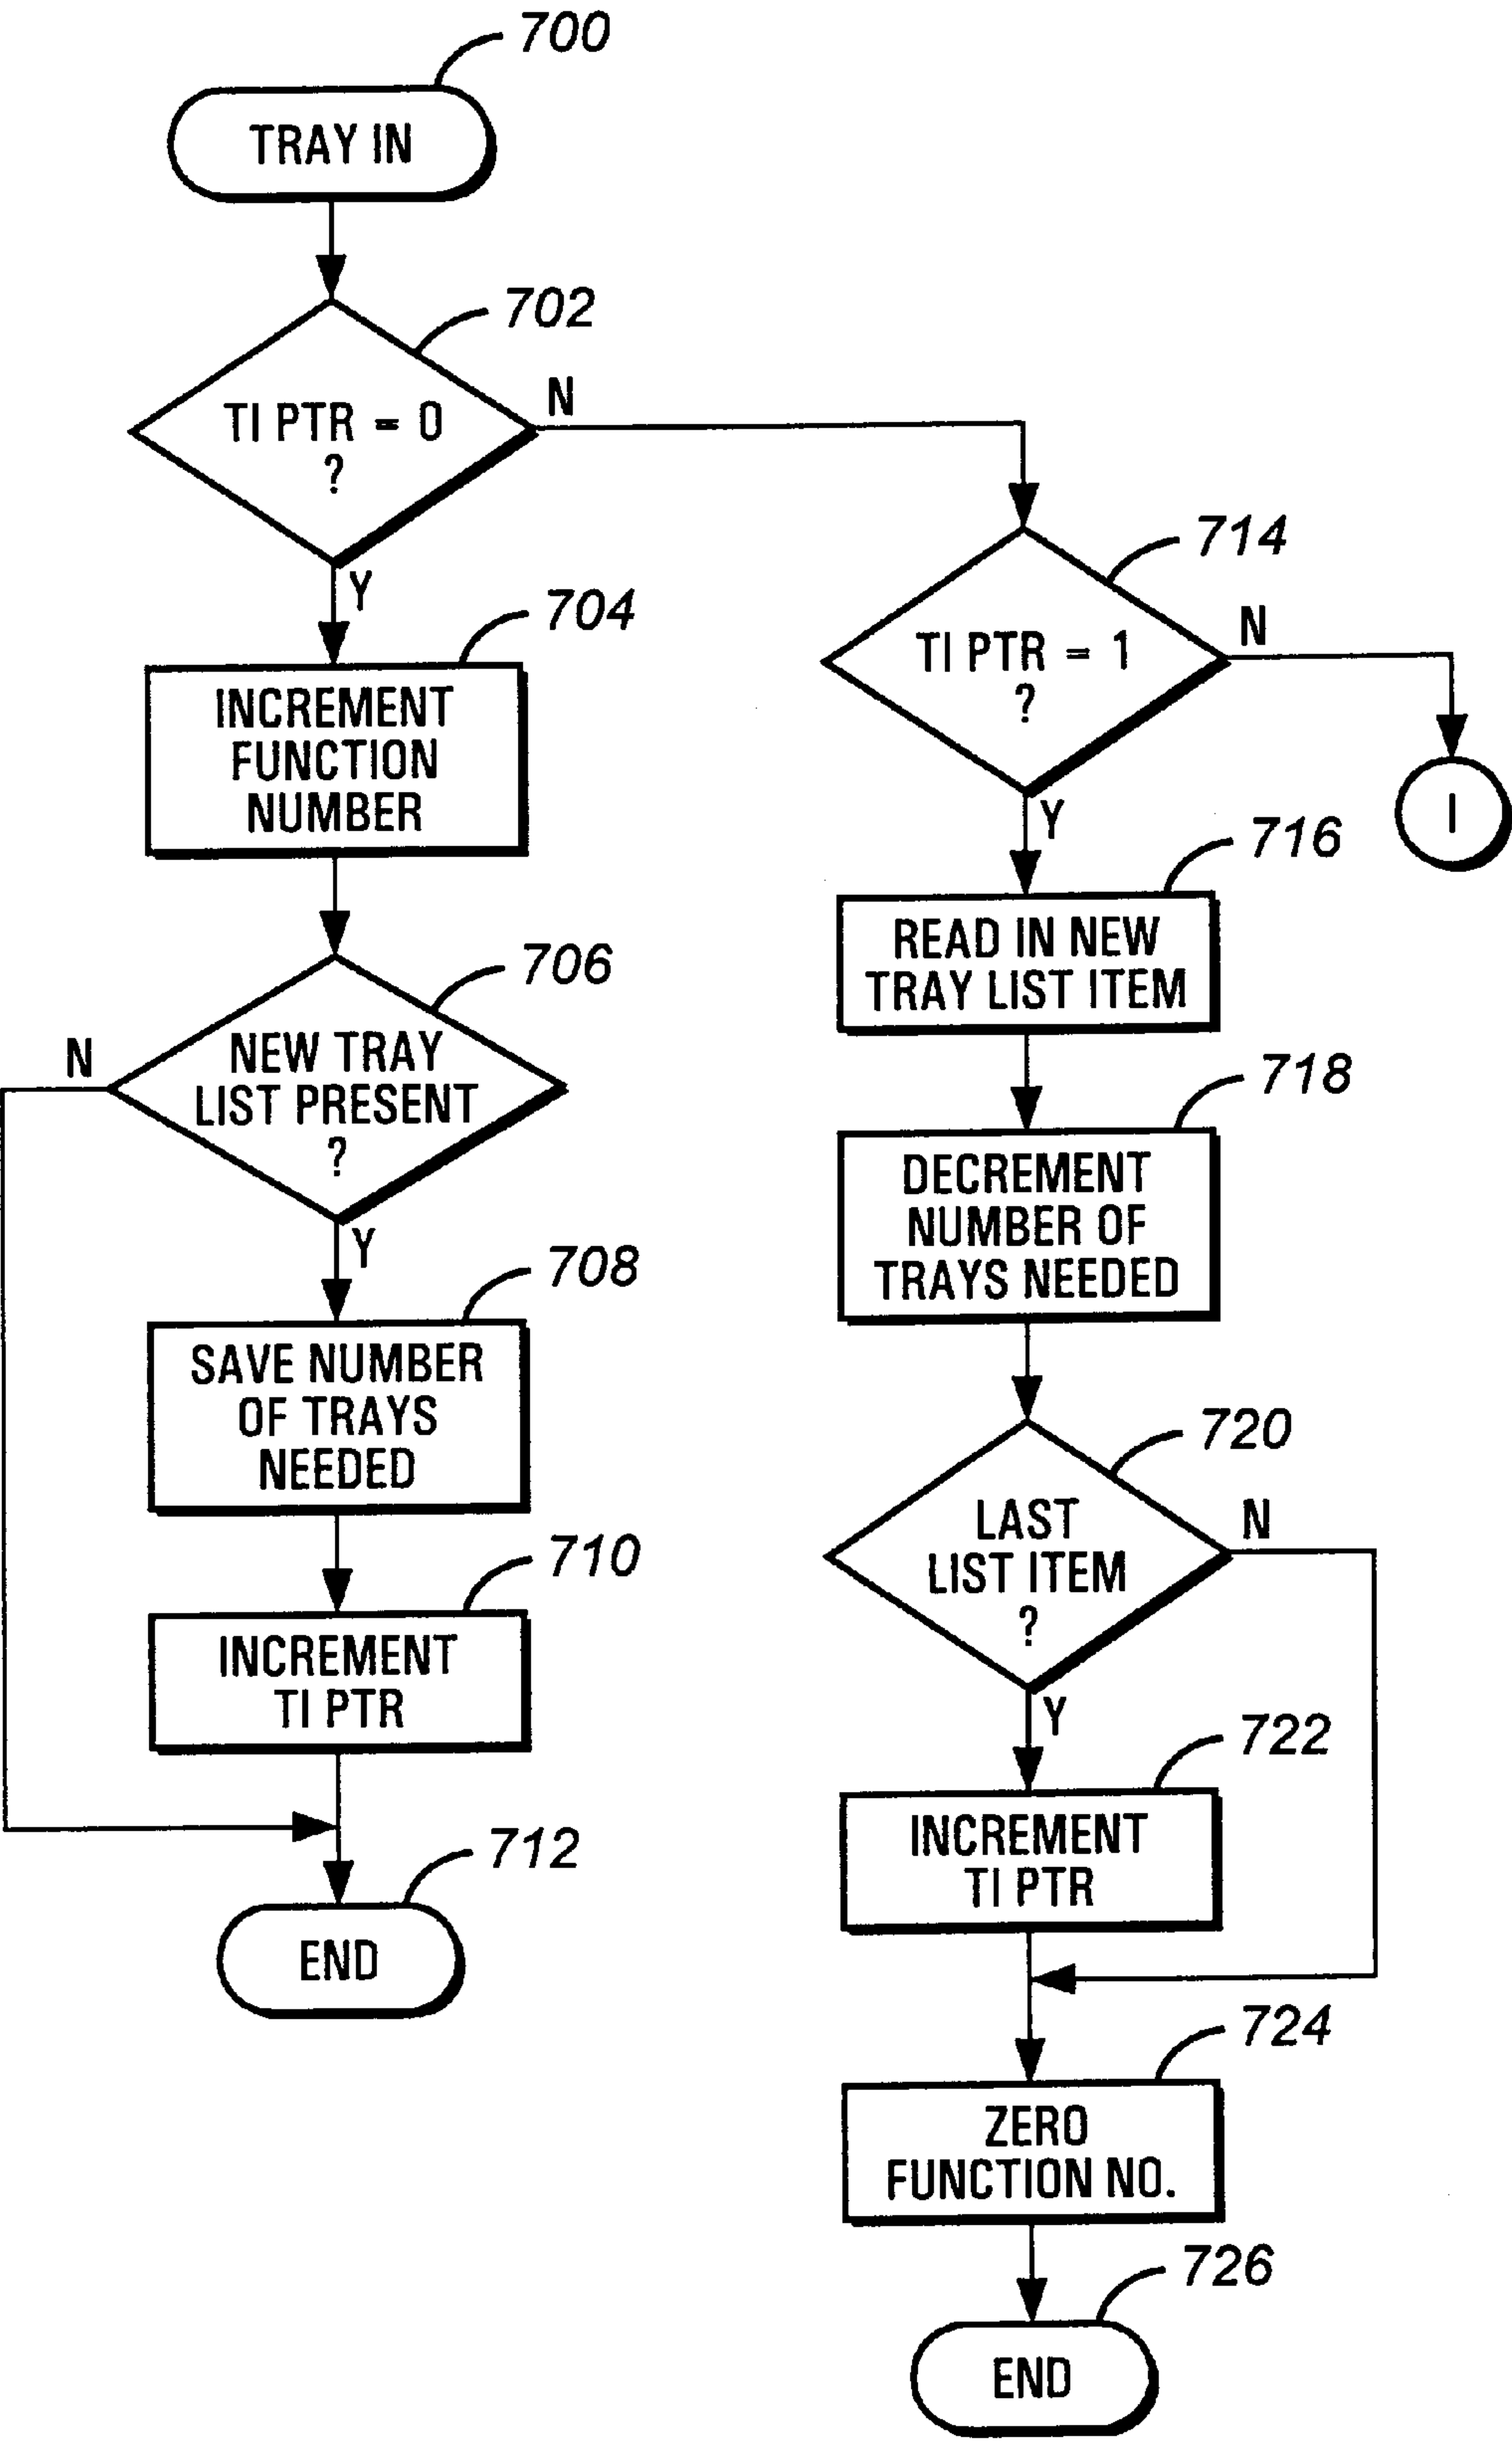 700
TRAY IN
702
TI PTR = 0
?
N
Y
704
INCREMENT
FUNCTION
NUMBER
706
NEW TRAY
LIST PRESENT
?
N
Y
708
SAVE NUMBER
OF TRAYS
NEEDED
710
INCREMENT
TI PTR
712
END
714
TI PTR = 1
?
N
I
Y
716
READ IN NEW
TRAY LIST ITEM
718
DECREMENT
NUMBER OF
TRAYS NEEDED
720
LAST
LIST ITEM
?
N
Y
722
INCREMENT
TI PTR
724
ZERO
FUNCTION NO.
726
END